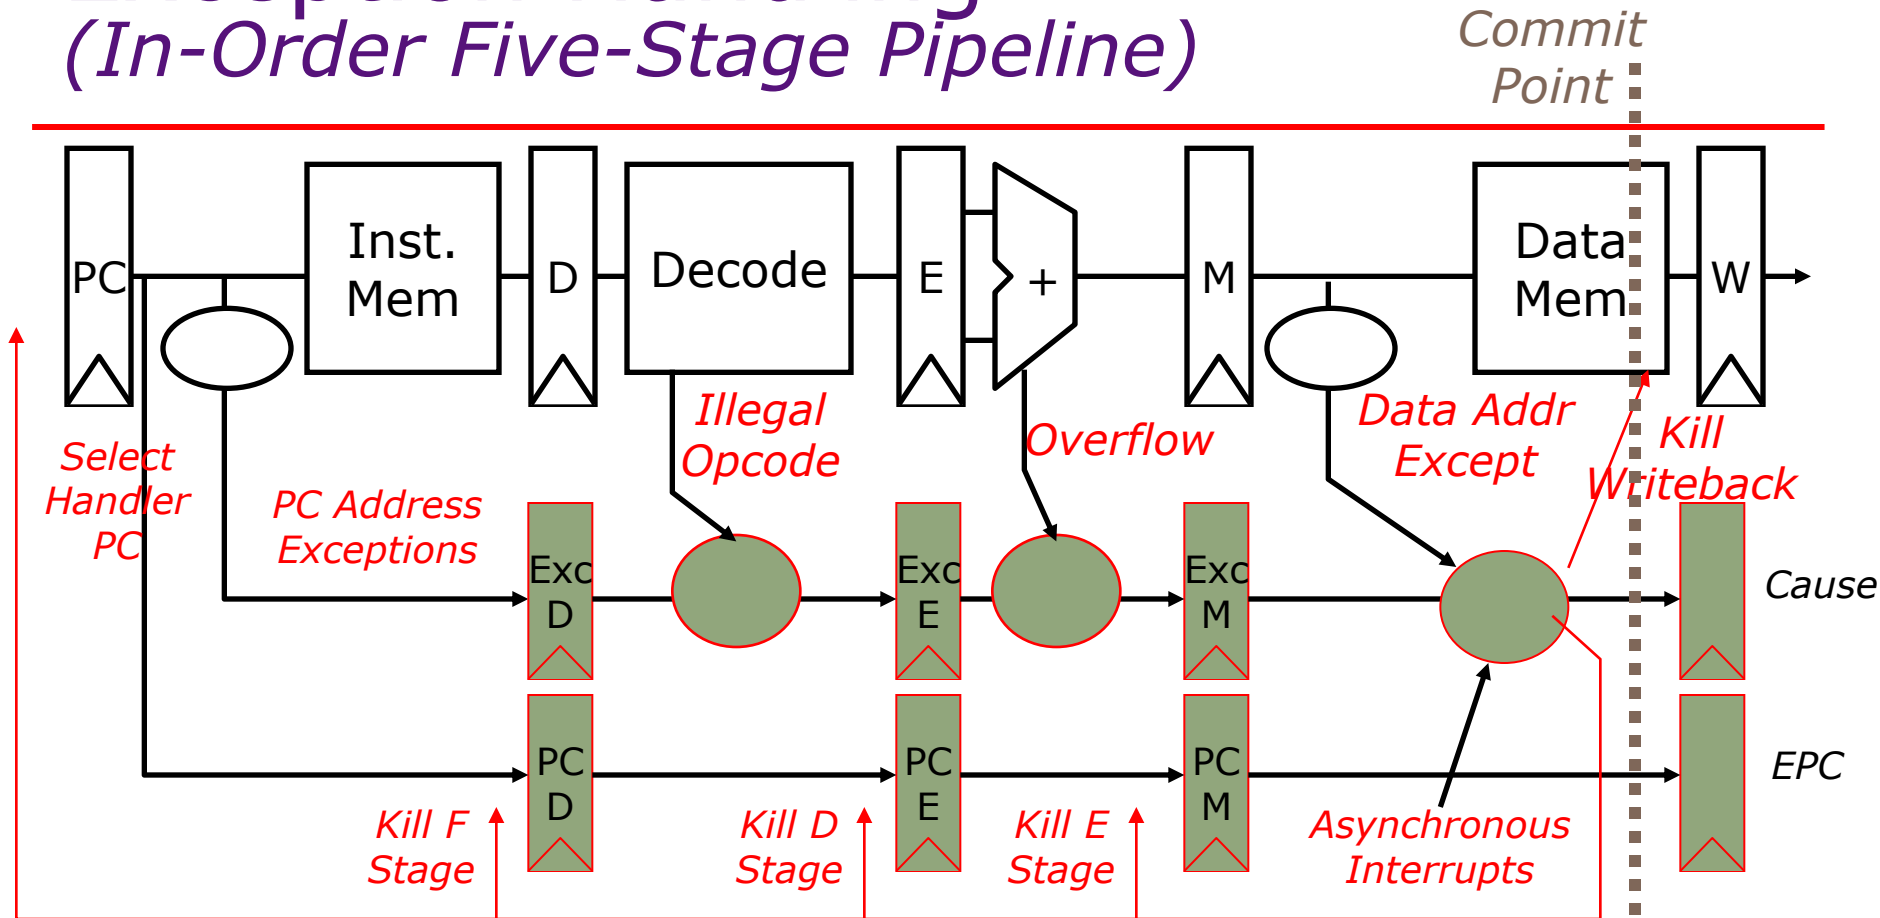 Exception Handling
(In-Order Five-Stage Pipeline)
Commit
Point
PC
Inst.
Mem
D
Decode
E
+
M
Data
Mem
W
Select
Handler
PC
PC Address
Exceptions
Illegal
Opcode
Overflow
Data Addr
Except
Kill
Writeback
Exc
D
Exc
E
Exc
M
Cause
PC
D
PC
E
PC
M
EPC
Kill F
Stage
Kill D
Stage
Kill E
Stage
Asynchronous
Interrupts